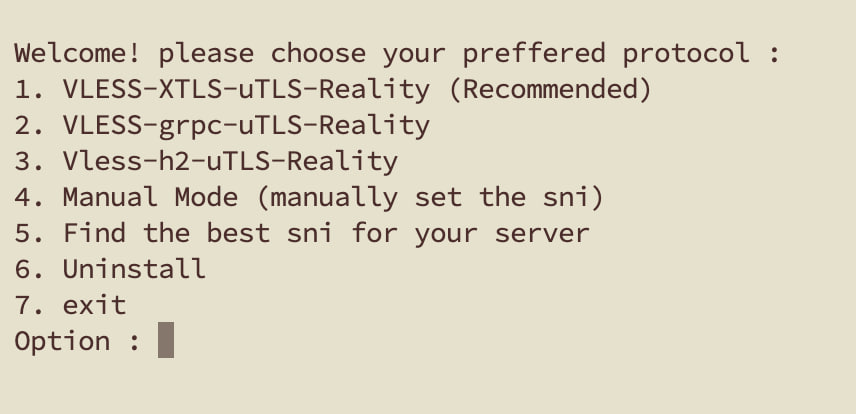 Welcome! please choose your preffered protocol :
1. VLESS-XTLS-uTLS-Reality (Recommended)
2. VLESS-grpc-uTLS-Reality
3. Vless-h2-uTLS-Reality
4. Manual Mode (manually set the sni)
5. Find the best sni for your server
6. Uninstall
7. exit
Option :